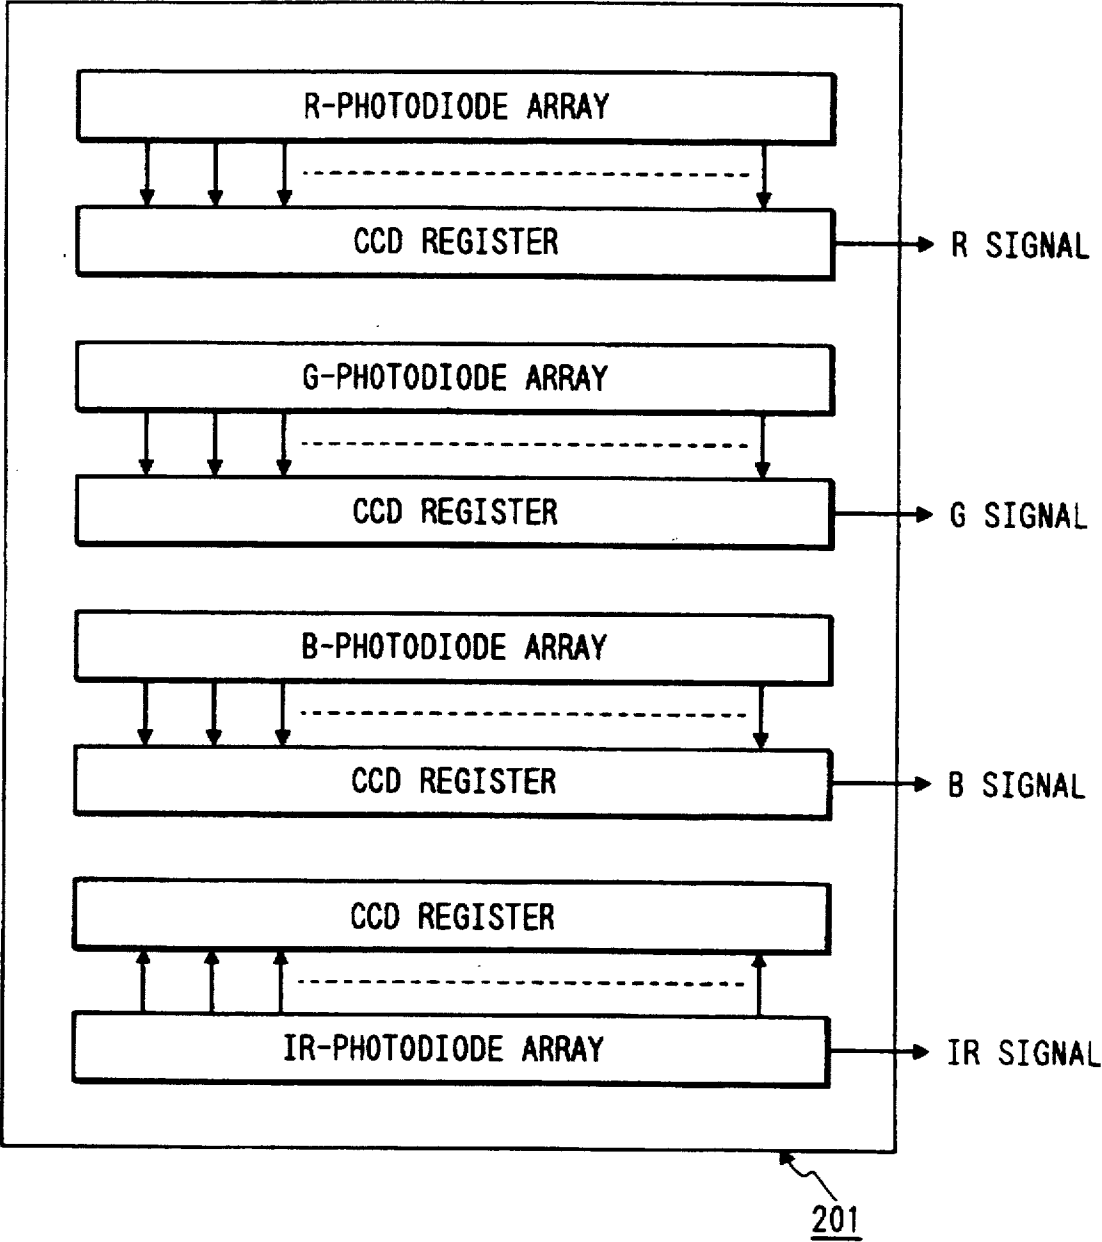 R-PHOTODIODE ARRAY
CCD REGISTER
R SIGNAL
G-PHOTODIODE ARRAY
CCD REGISTER
G SIGNAL
B-PHOTODIODE ARRAY
CCD REGISTER
B SIGNAL
CCD REGISTER
IR-PHOTODIODE ARRAY
IR SIGNAL
201